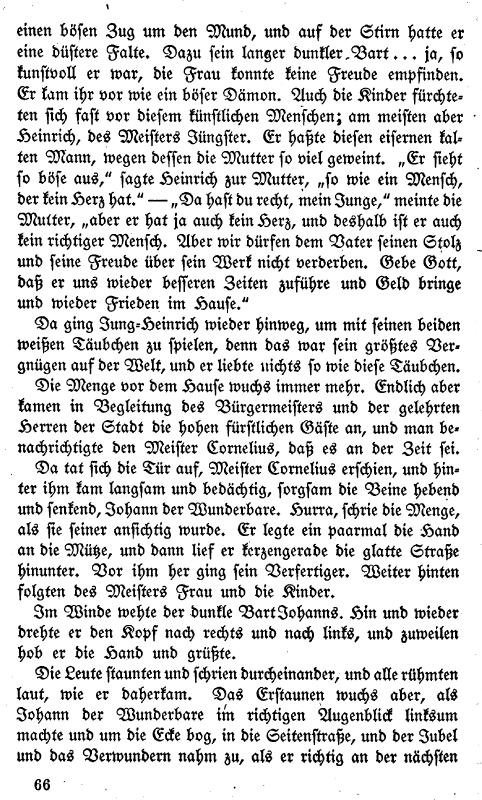 einen bösen Zug um den Mund, und auf der Stirn hatte er
eine düstere Falte. Dazu sein langer dunkler Bart... ja, so
kunstvoll er war, die Frau konnte keine Freude empfinden.
Er kam ihr vor wie ein böser Dämon. Auch die Kinder fürchte-
ten sich fast vor diesem künstlichen Menschen; am meisten aber
Heinrich, des Meisters Jüngster. Er haßte diesen eisernen kal-
ten Mann, wegen dessen die Mutter so viel geweint. „Er sieht
so böse aus,“ sagte Heinrich zur Mutter, „so wie ein Mensch,
der kein Herz hat.“ — „Da hast du recht, mein Junge,“ meinte die
Mutter, „aber er hat ja auch kein Herz, und deshalb ist er auch
kein richtiger Mensch. Aber wir dürfen dem Vater seinen Stolz
und seine Freude über sein Werk nicht verderben. Gebe Gott,
daß er uns wieder besseren Zeiten zuführe und Geld bringe
und wieder Frieden im Hause.“
Da ging Jung-Heinrich wieder hinweg, um mit seinen beiden
weißen Täubchen zu spielen, denn das war sein größtes Ver-
gnügen auf der Welt, und er liebte nichts so wie diese Täubchen.
Die Menge vor dem Hause wuchs immer mehr. Endlich aber
kamen in Begleitung des Bürgermeisters und der gelehrten
Herren der Stadt die hohen fürstlichen Gäste an, und man be-
nachrichtigte den Meister Cornelius, daß es an der Zeit sei.
Da tat sich die Tür auf, Meister Cornelius erschien, und hin-
ter ihm kam langsam und bedächtig, sorgsam die Beine hebend
und senkend, Johann der Wunderbare. Hurra, schrie die Menge,
als sie seiner ansichtig wurde. Er legte ein paarmal die Hand
an die Mütze, und dann lief er kerzengerade die glatte Straße
hinunter. Vor ihm her ging sein Verfertiger. Weiter hinten
folgten des Meisters Frau und die Kinder.
Im Winde wehte der dunkle Bart Johanns. Hin und wieder
drehte er den Kopf nach rechts und nach links, und zuweilen
hob er die Hand und grüßte.
Die Leute staunten und schrien durcheinander, und alle rühmten
laut, wie er daherkam. Das Erstaunen wuchs aber, als
Johann der Wunderbare im richtigen Augenblick linksum
machte und um die Ecke bog, in die Seitenstraße, und der Jubel
und das Verwundern nahm zu, als er richtig an der nächsten
66